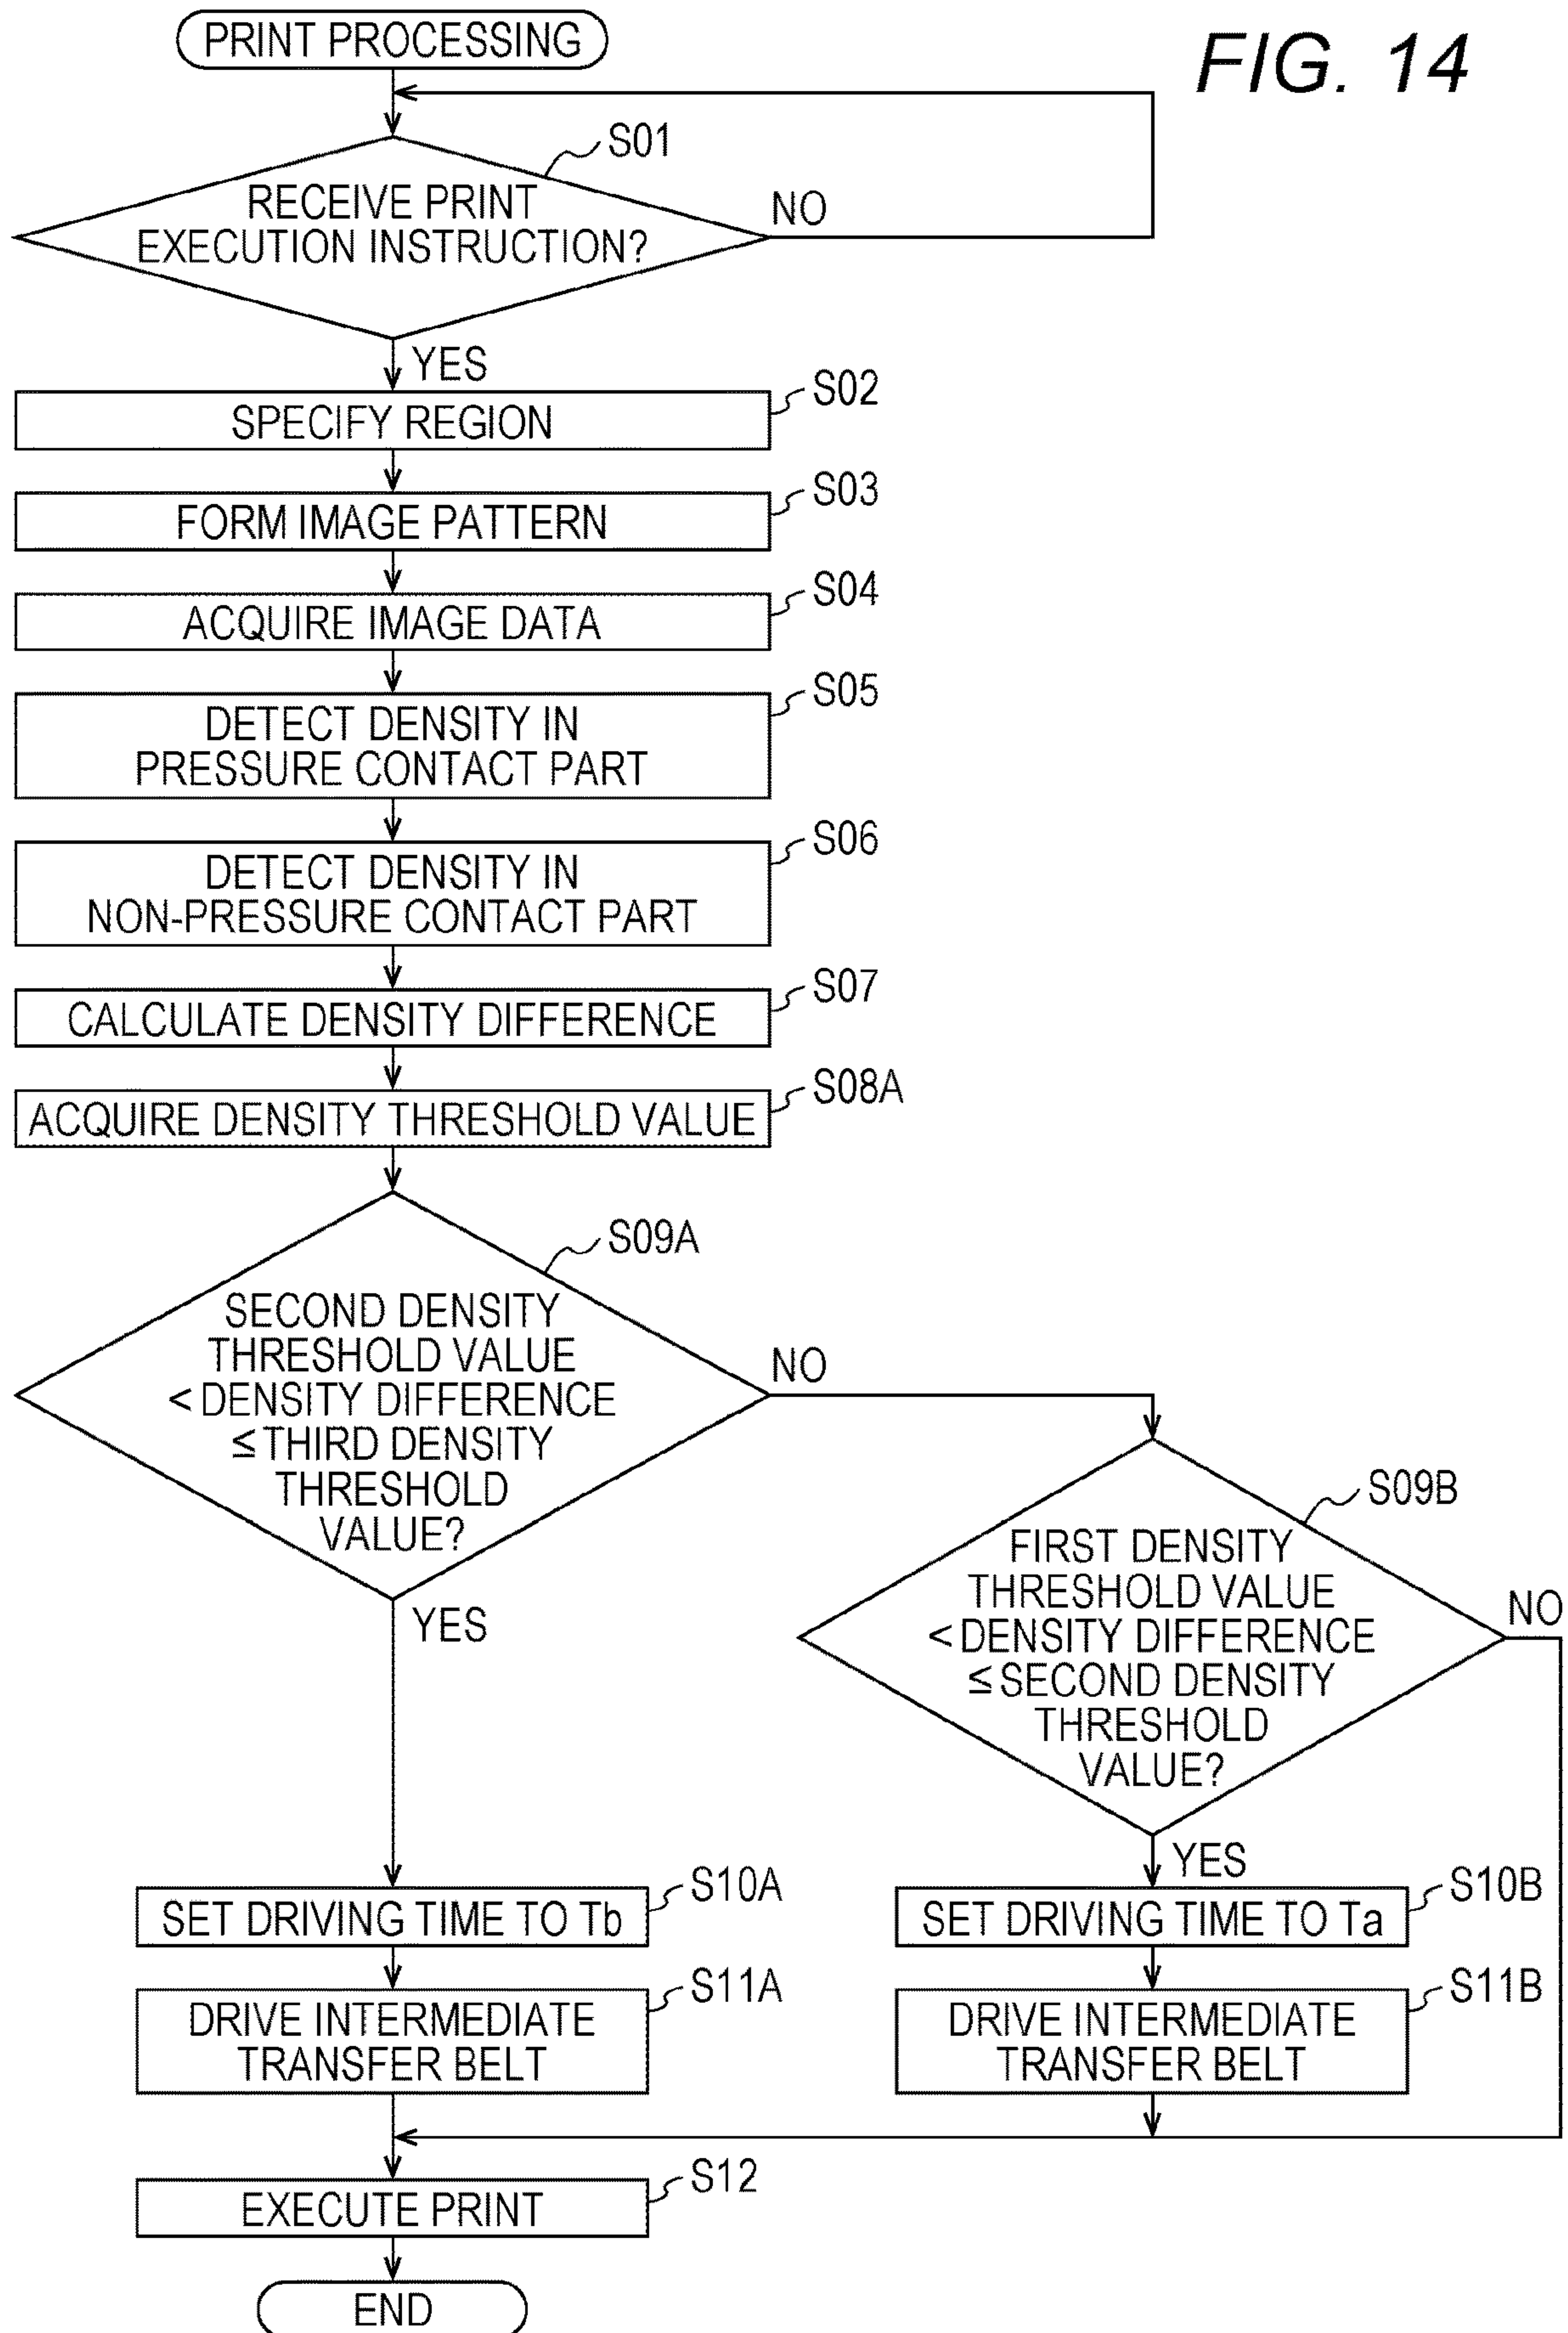 PRINT PROCESSING
FIG. 14
S01
RECEIVE PRINT
EXECUTION INSTRUCTION?
NO
YES
S02
SPECIFY REGION
S03
FORM IMAGE PATTERN
S04
ACQUIRE IMAGE DATA
S05
DETECT DENSITY IN
PRESSURE CONTACT PART
S06
DETECT DENSITY IN
NON-PRESSURE CONTACT PART
S07
CALCULATE DENSITY DIFFERENCE
S08A
ACQUIRE DENSITY THRESHOLD VALUE
S09A
SECOND DENSITY
THRESHOLD VALUE
< DENSITY DIFFERENCE
≤ THIRD DENSITY
THRESHOLD
VALUE?
NO
YES
S09B
FIRST DENSITY
THRESHOLD VALUE
< DENSITY DIFFERENCE
≤ SECOND DENSITY
THRESHOLD
VALUE?
NO
YES
S10A
SET DRIVING TIME TO Tb
S10B
SET DRIVING TIME TO Ta
S11A
DRIVE INTERMEDIATE
TRANSFER BELT
S11B
DRIVE INTERMEDIATE
TRANSFER BELT
S12
EXECUTE PRINT
END